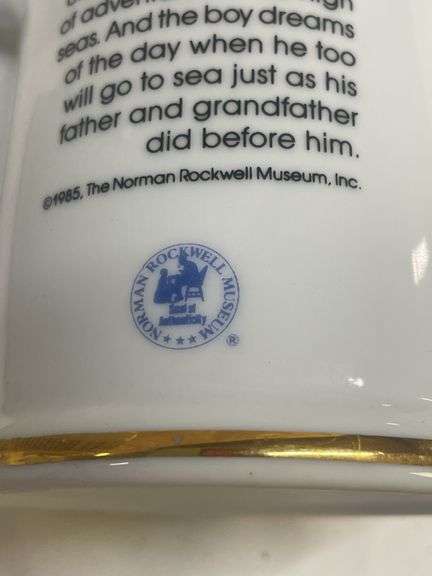 of
seas. And the boy dreams
of the day when he too
will go to sea just as his
father and grandfather
did before him.
©1985, The Norman Rockwell Museum, Inc.
NORMAN ROCKWELL MUSEUM
Seal of
Authenticity
★★★
®